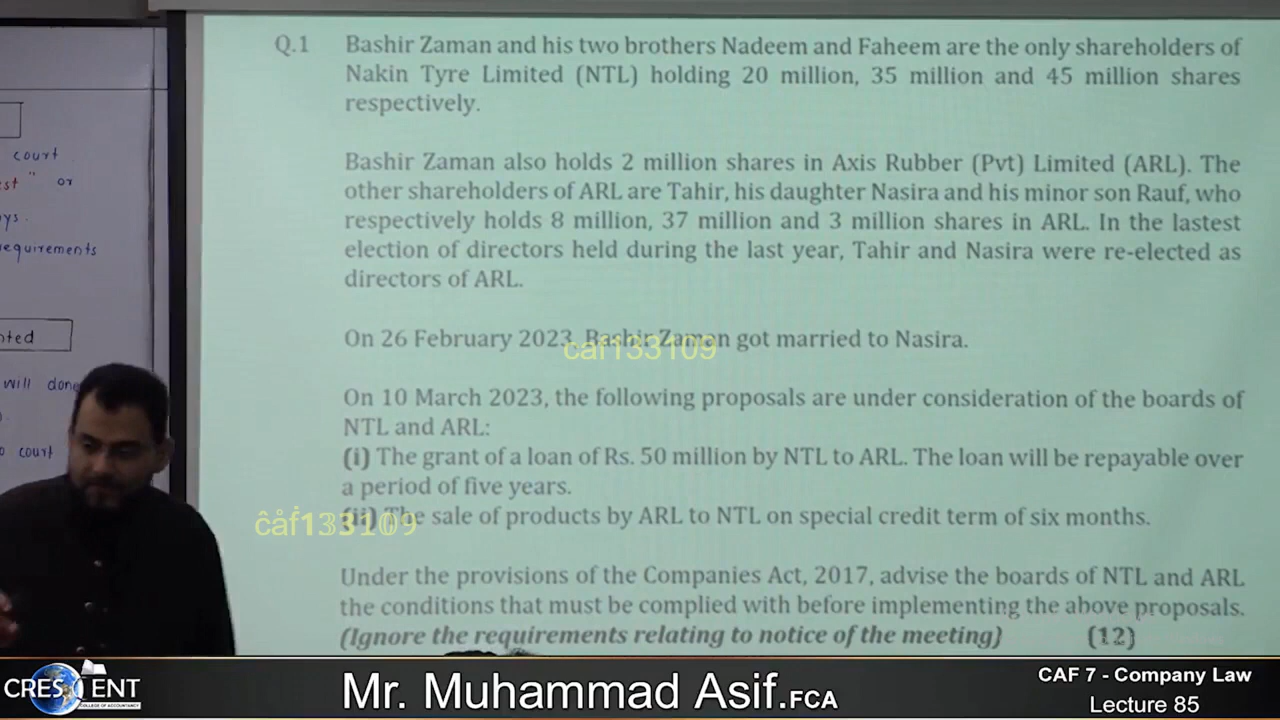 court
est" or
ys.
requirements
nted
will done
o court
Q.1 Bashir Zaman and his two brothers Nadeem and Faheem are the only shareholders of
Nakin Tyre Limited (NTL) holding 20 million, 35 million and 45 million shares
respectively.
Bashir Zaman also holds 2 million shares in Axis Rubber (Pvt) Limited (ARL). The
other shareholders of ARL are Tahir, his daughter Nasira and his minor son Rauf, who
respectively holds 8 million, 37 million and 3 million shares in ARL. In the lastest
election of directors held during the last year, Tahir and Nasira were re-elected as
directors of ARL.
On 26 February 2023, Bashir Zaman got married to Nasira.
caf133109
On 10 March 2023, the following proposals are under consideration of the boards of
NTL and ARL:
(i) The grant of a loan of Rs. 50 million by NTL to ARL. The loan will be repayable over
a period of five years.
(ii) The sale of products by ARL to NTL on special credit term of six months.
ĉåḟ133109
Under the provisions of the Companies Act, 2017, advise the boards of NTL and ARL
the conditions that must be complied with before implementing the above proposals.
(Ignore the requirements relating to notice of the meeting) (12)
CRESCENT
COLLEGE OF ACCOUNTANCY
Mr. Muhammad Asif.FCA
CAF 7 - Company Law
Lecture 85